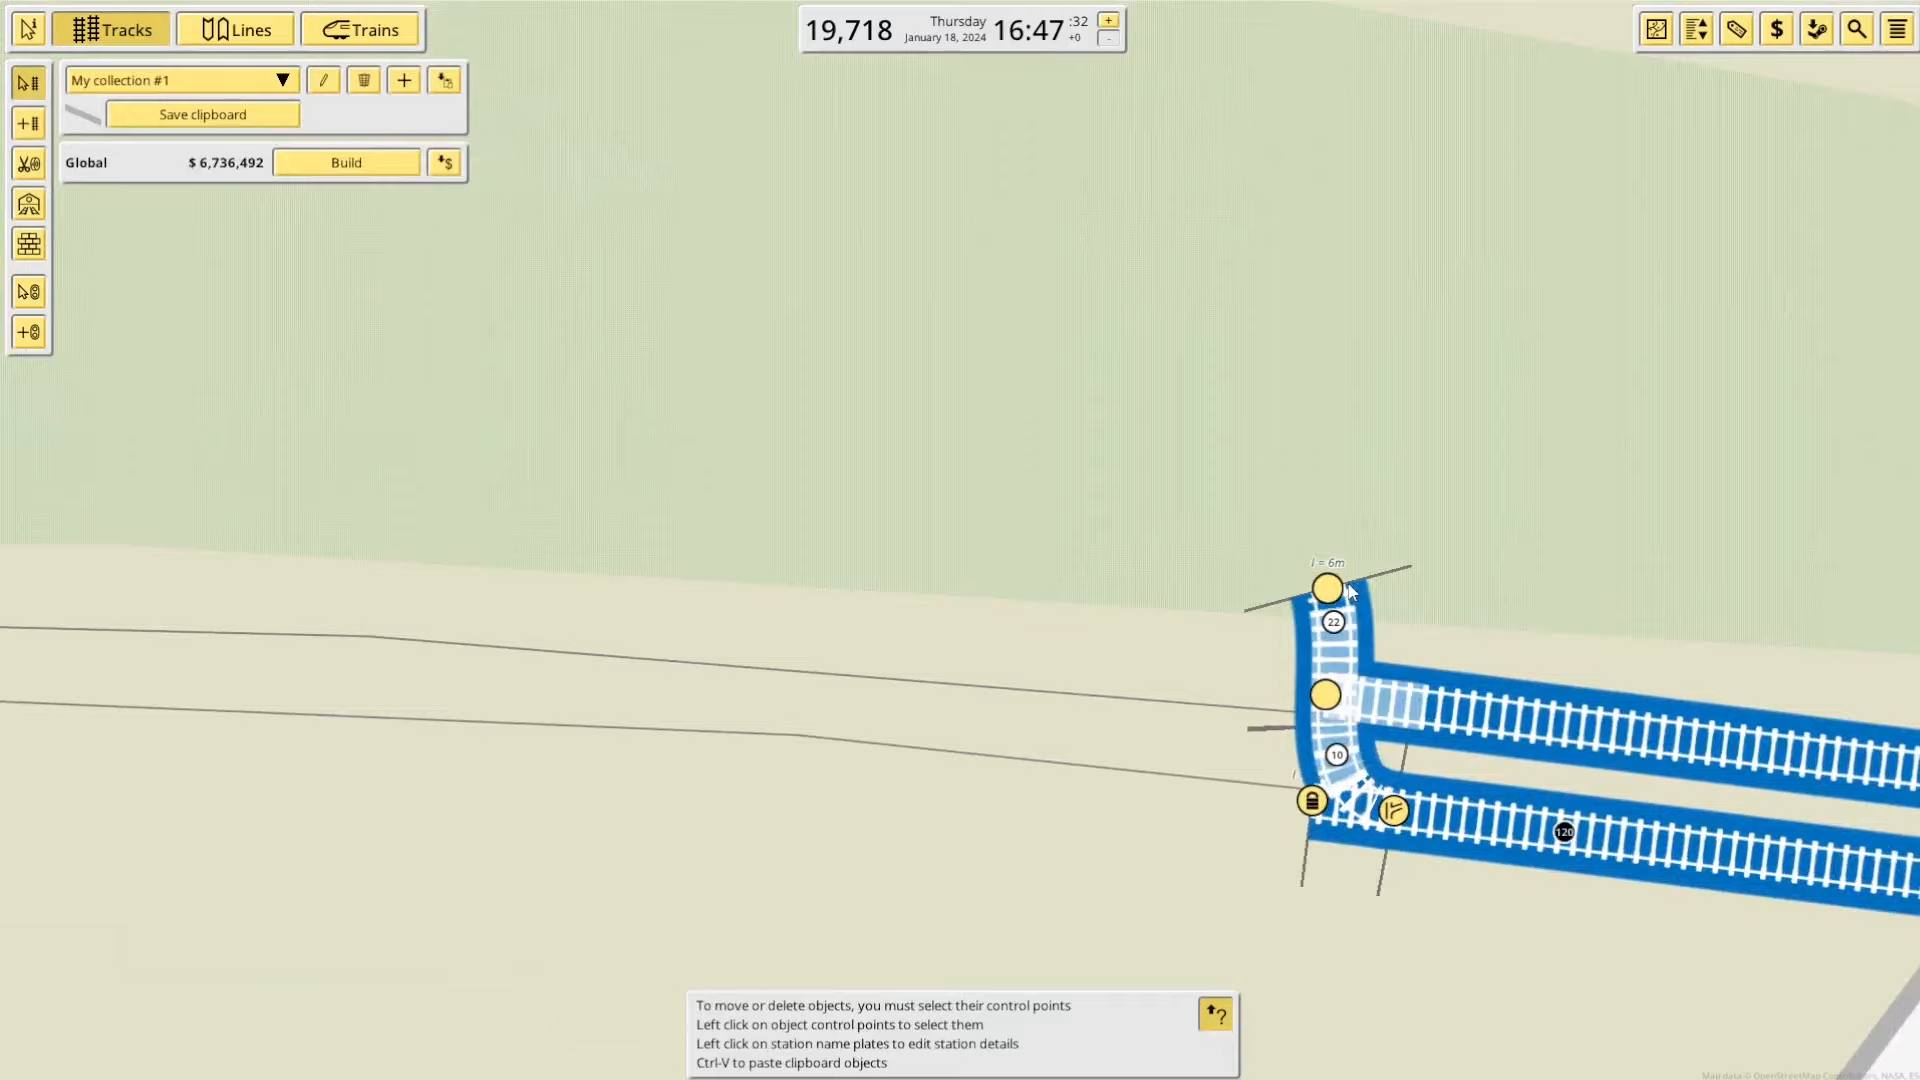 Tracks
Lines
Trains
19,718
Thursday
January 18, 2024
16:47
:32
+0
+
-
$
My collection #1
Save clipboard
Global
$ 6,736,492
Build
l = 6m
22
10
120
To move or delete objects, you must select their control points
Left click on object control points to select them
Left click on station name plates to edit station details
Ctrl-V to paste clipboard objects
?